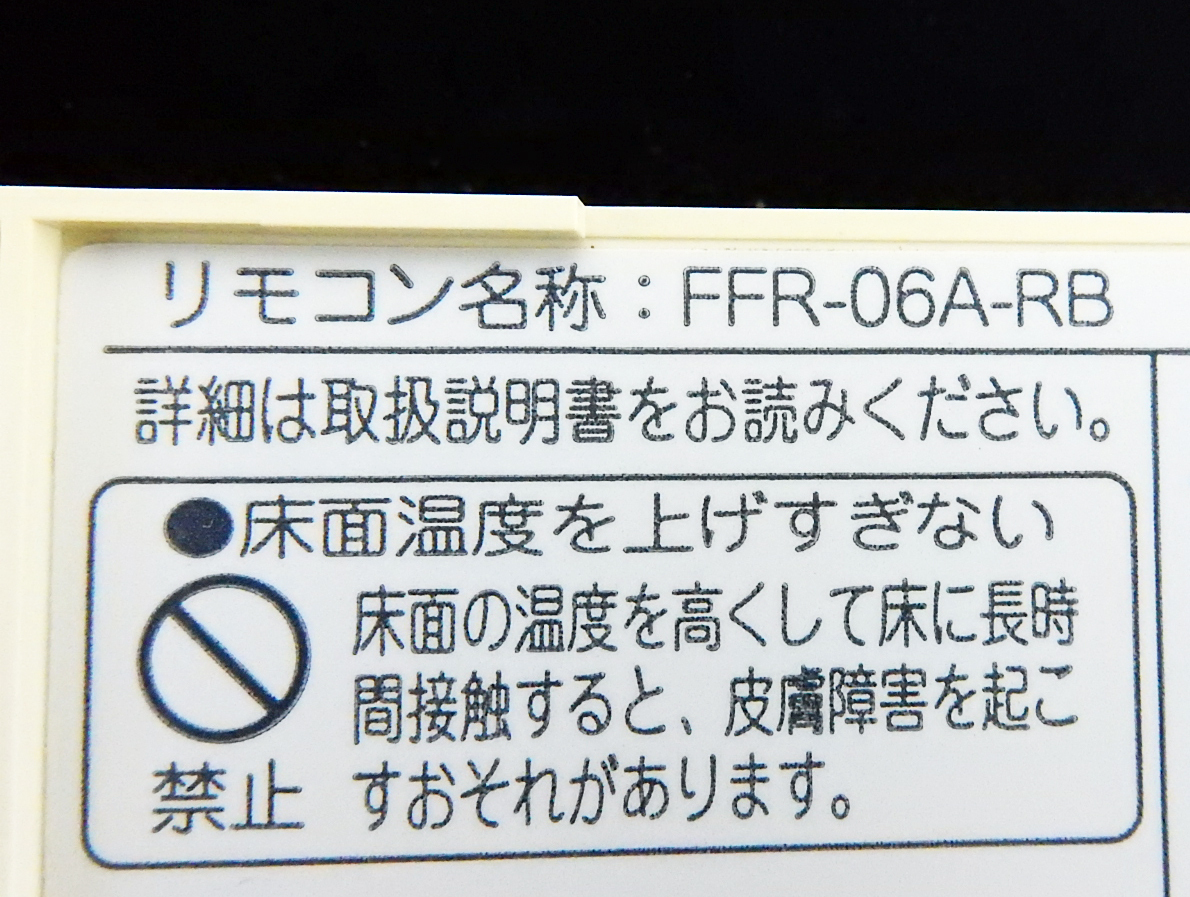 リモコン名称：FFR-06A-RB
詳細は取扱説明書をお読みください。
●床面温度を上げすぎない
床面の温度を高くして床に長時
間接触すると、皮膚障害を起こ
すおそれがあります。
禁止